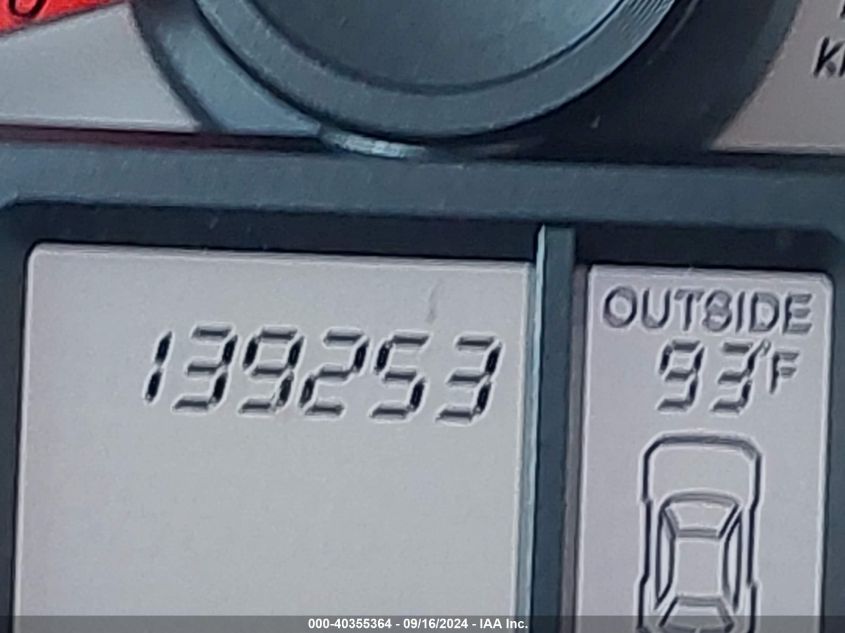 139253
OUTSIDE
93°F
000-40355364 - 09/16/2024 - IAA Inc.